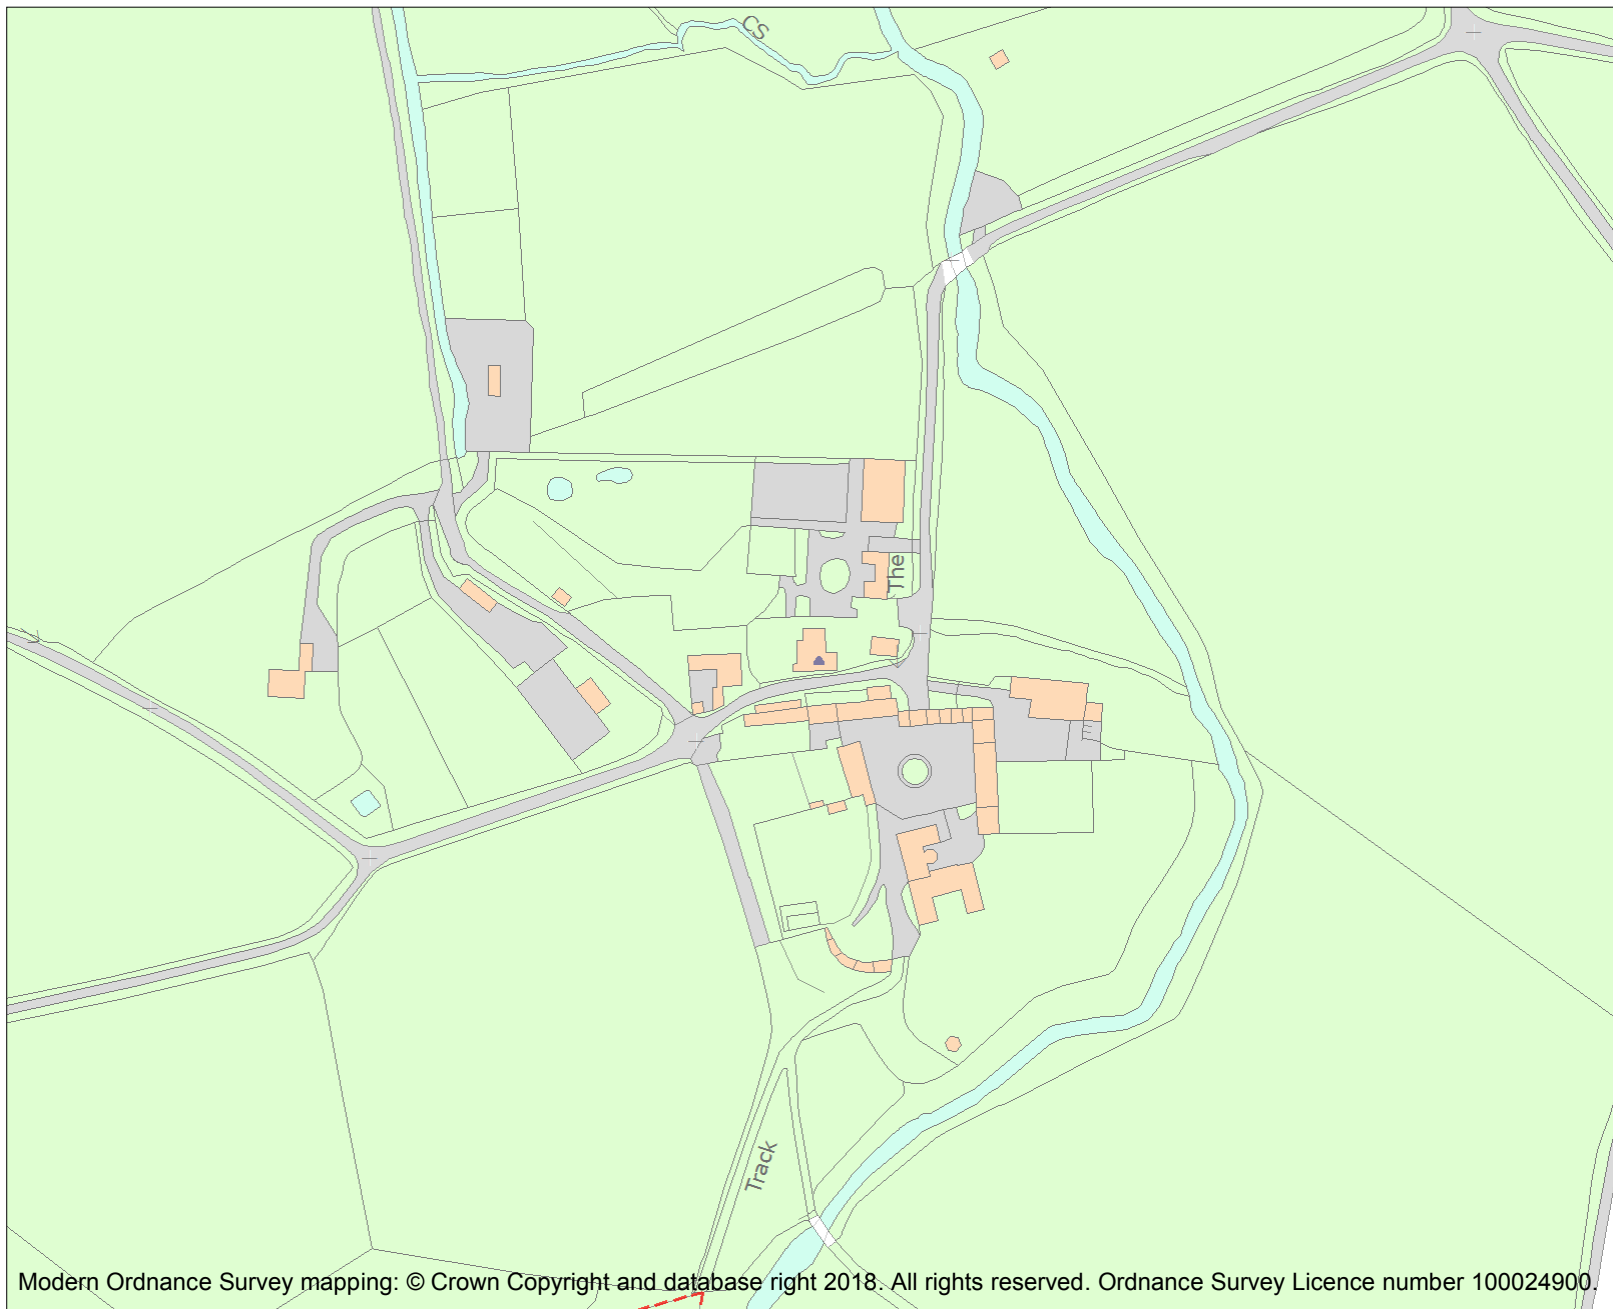 CS
The
Track
Modern Ordnance Survey mapping: © Crown Copyright and database right 2018. All rights reserved. Ordnance Survey Licence number 100024900.